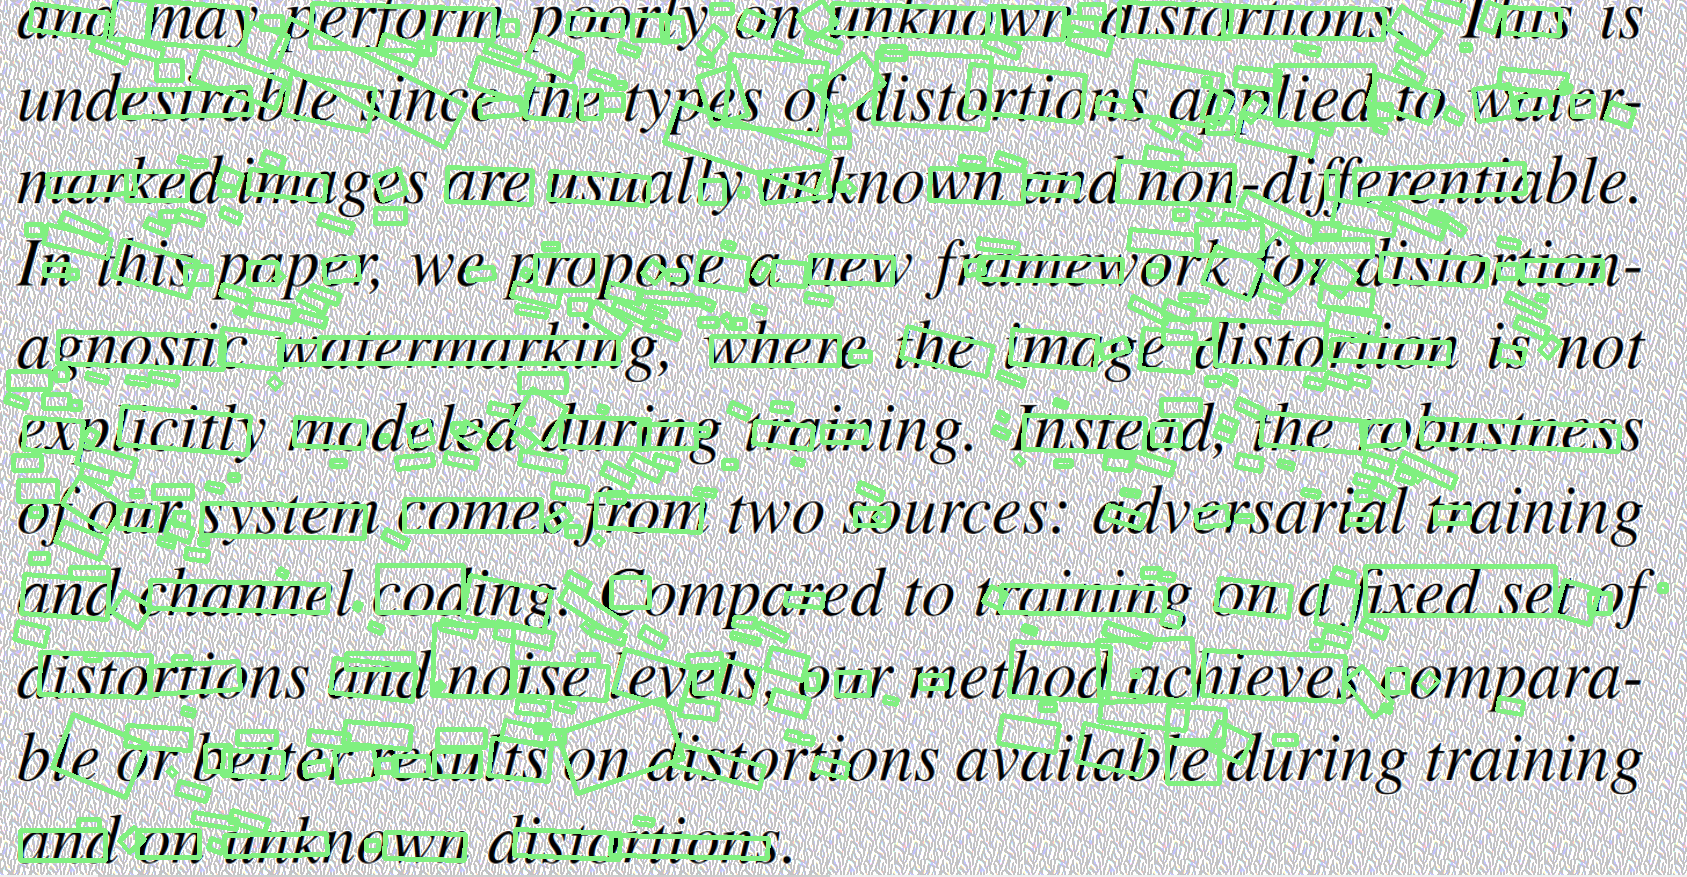 and may perform poorly on unknown distortions. This is
undesirable since the types of distortions applied to water-
marked images are usually unknown and non-differentiable.
In this paper, we propose a new framework for distortion-
agnostic watermarking, where the image distortion is not
explicitly modeled during training. Instead, the robustness
of our system comes from two sources: adversarial training
and channel coding. Compared to training on a fixed set of
distortions and noise levels, our method achieves compara-
ble or better results on distortions available during training
and on unknown distortions.